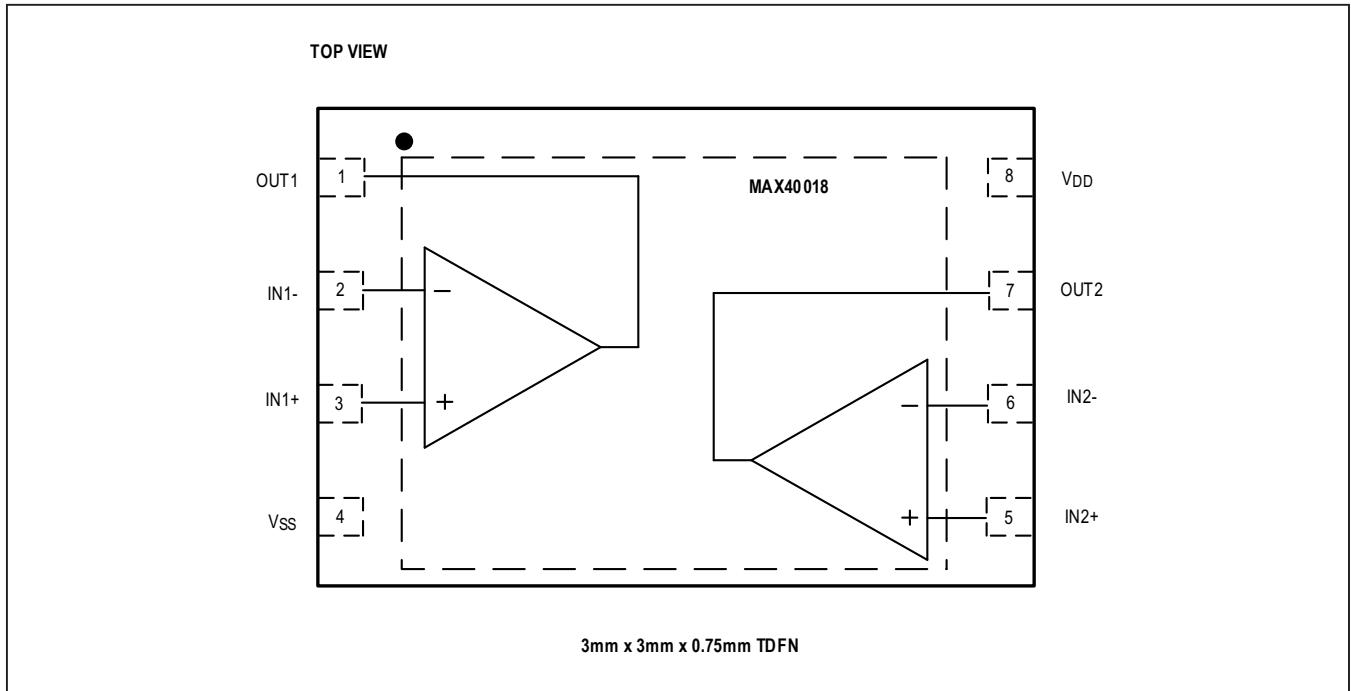 TOP VIEW
OUT1 1
8 VDD
MAX40018
IN1- 2 −
7 OUT2
IN1+ 3 +
− 6 IN2-
VSS 4
+ 5 IN2+
3mm x 3mm x 0.75mm TDFN